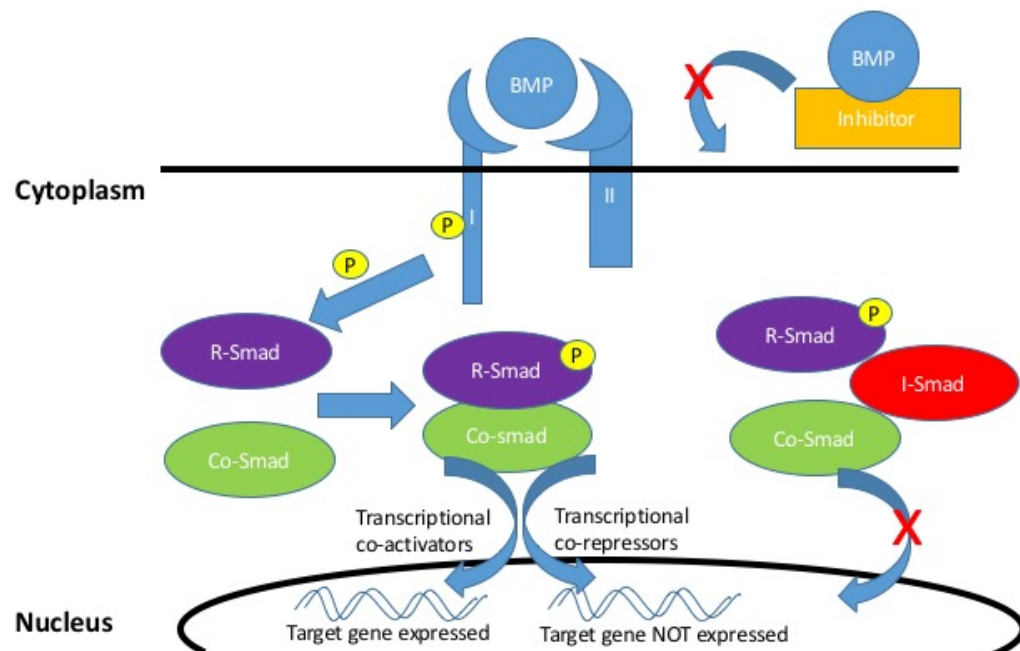 BMP
BMP
Inhibitor
Cytoplasm
I
II
P
P
R-Smad
Co-Smad
R-Smad
P
Co-smad
R-Smad
P
I-Smad
Co-Smad
X
X
Transcriptional
co-activators
Transcriptional
co-repressors
Nucleus
Target gene expressed
Target gene NOT expressed